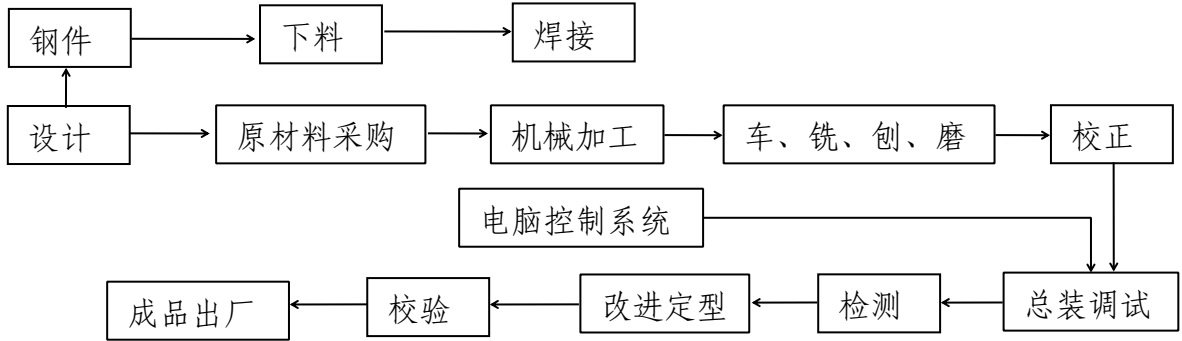 钢件 下料 焊接
设计 原材料采购 机械加工 车、铣、刨、磨 校正
电脑控制系统
成品出厂 校验 改进定型 检测 总装调试